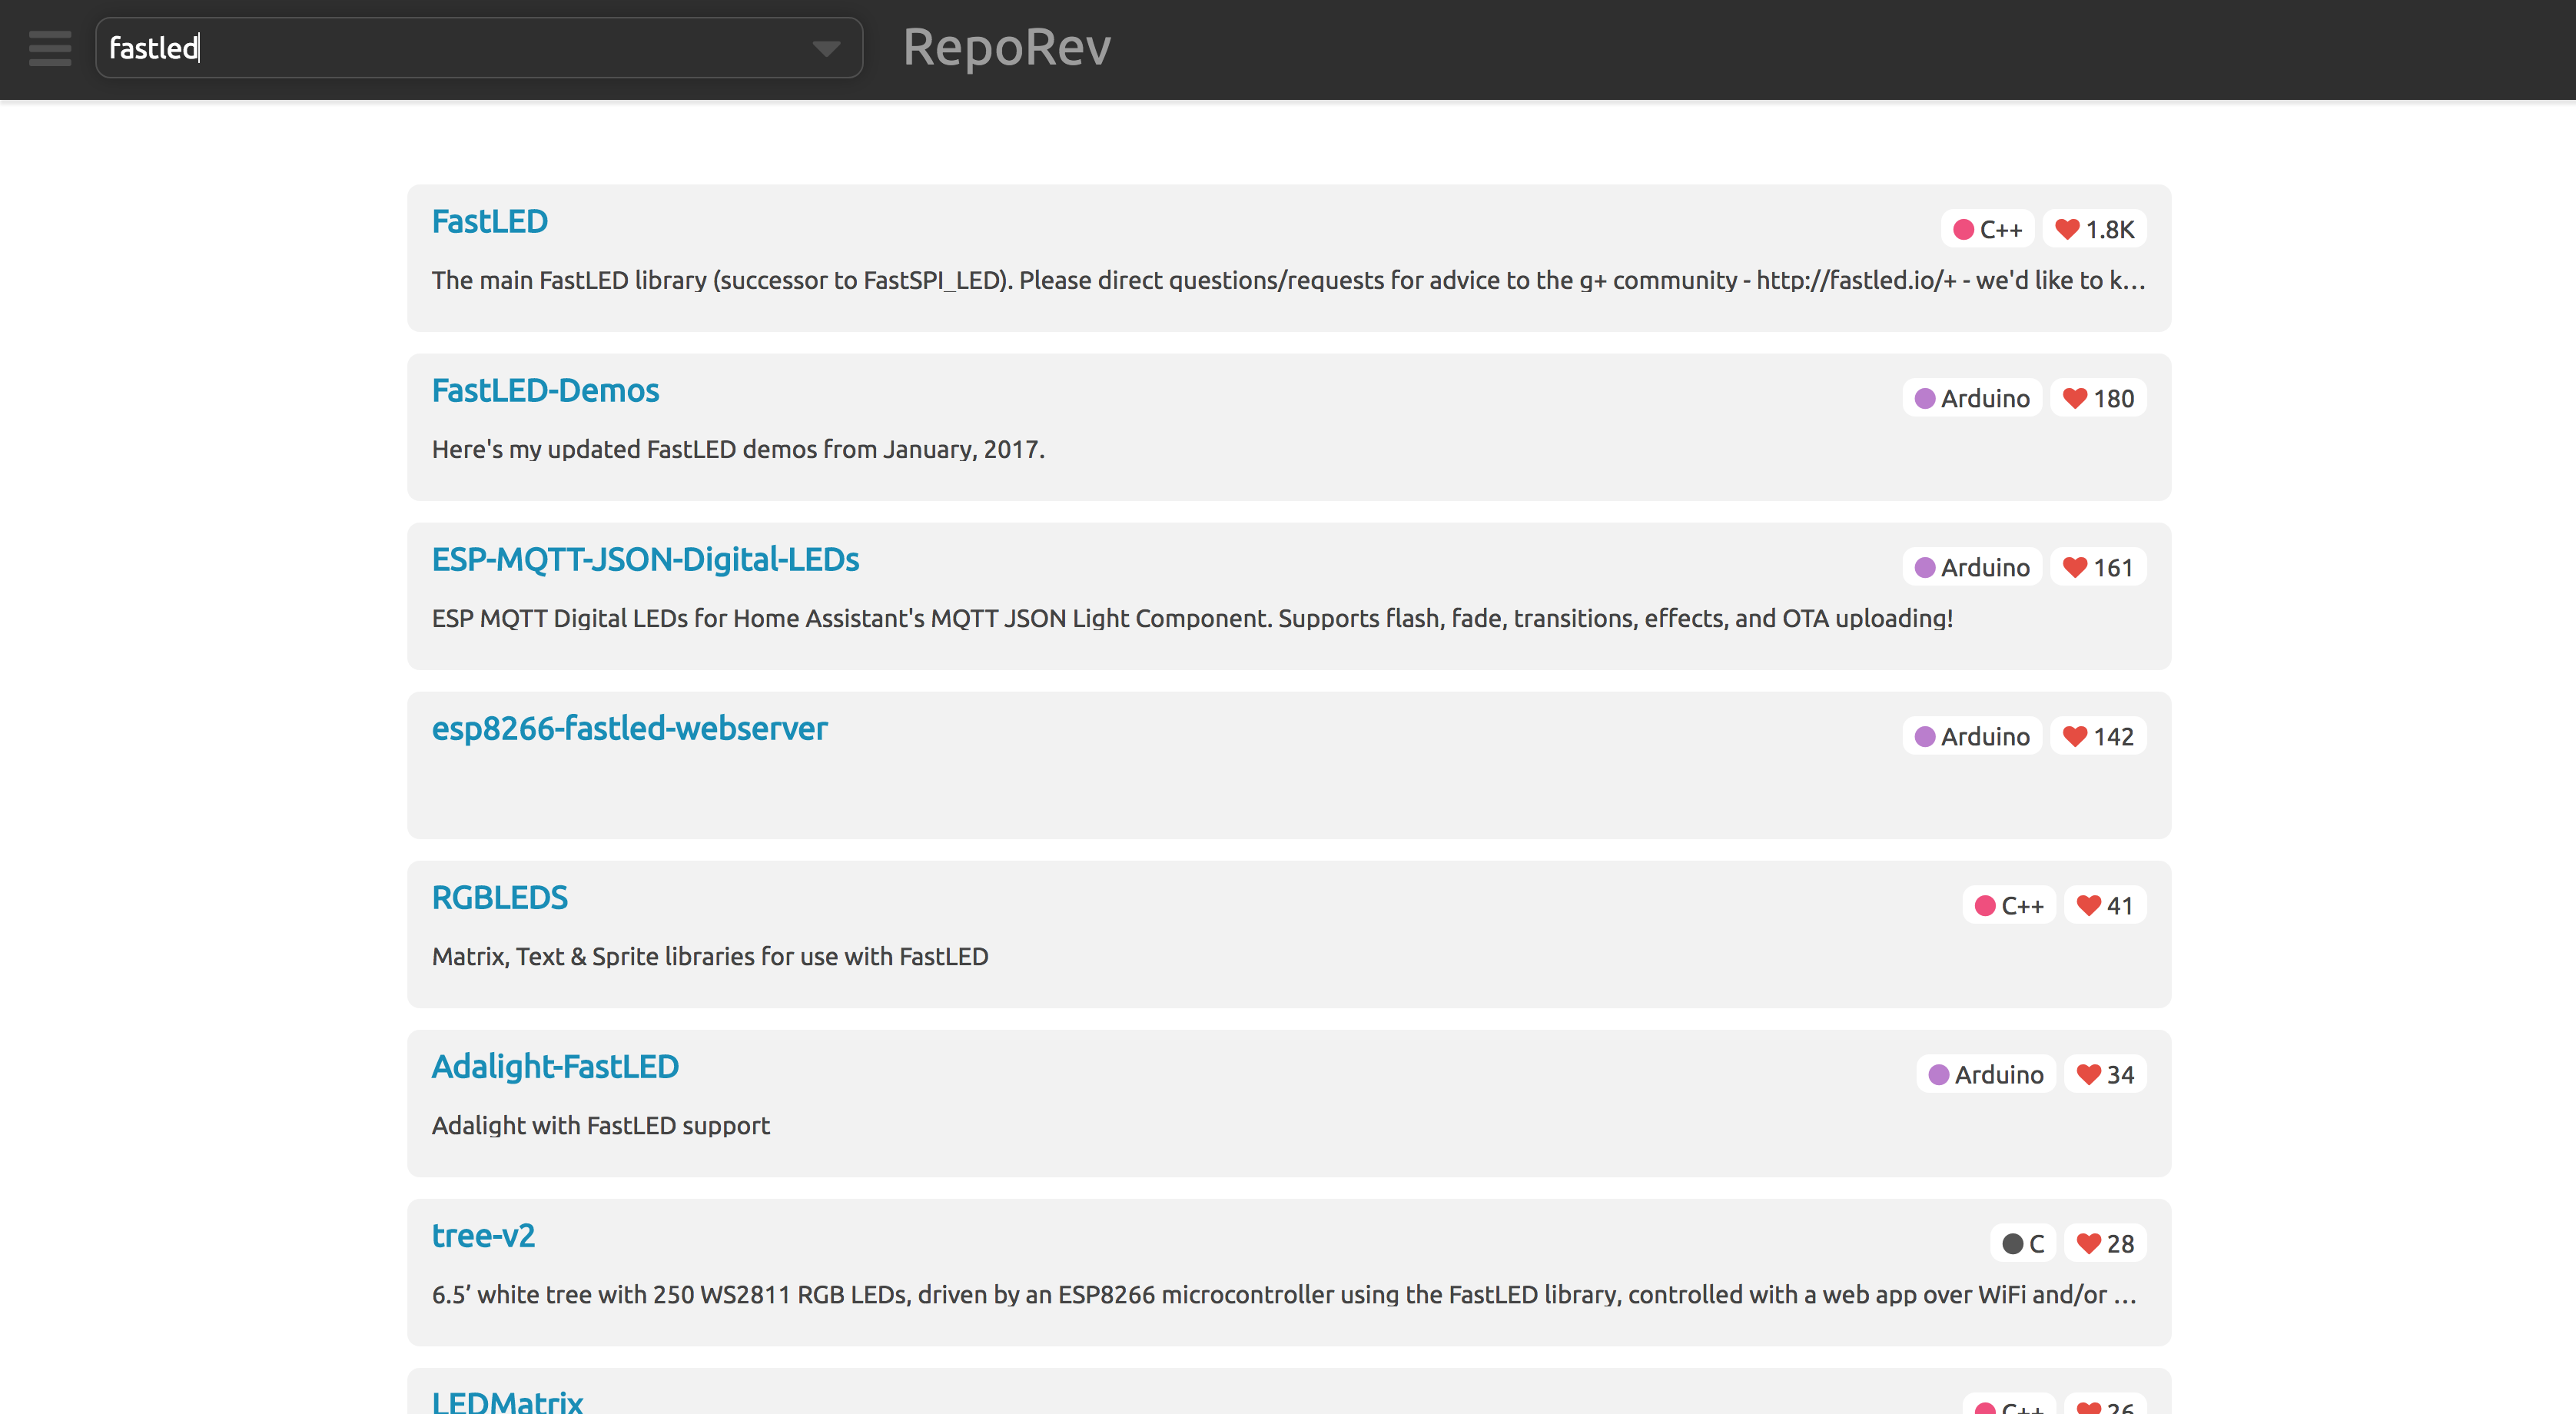 fastled
RepoRev
FastLED
C++ 1.8K
The main FastLED library (successor to FastSPI_LED). Please direct questions/requests for advice to the g+ community - http://fastled.io/+ - we'd like to k...
FastLED-Demos
Arduino 180
Here's my updated FastLED demos from January, 2017.
ESP-MQTT-JSON-Digital-LEDs
Arduino 161
ESP MQTT Digital LEDs for Home Assistant's MQTT JSON Light Component. Supports flash, fade, transitions, effects, and OTA uploading!
esp8266-fastled-webserver
Arduino 142
RGBLEDS
C++ 41
Matrix, Text & Sprite libraries for use with FastLED
Adalight-FastLED
Arduino 34
Adalight with FastLED support
tree-v2
C 28
6.5’ white tree with 250 WS2811 RGB LEDs, driven by an ESP8266 microcontroller using the FastLED library, controlled with a web app over WiFi and/or ...
LEDMatrix
C++ 26